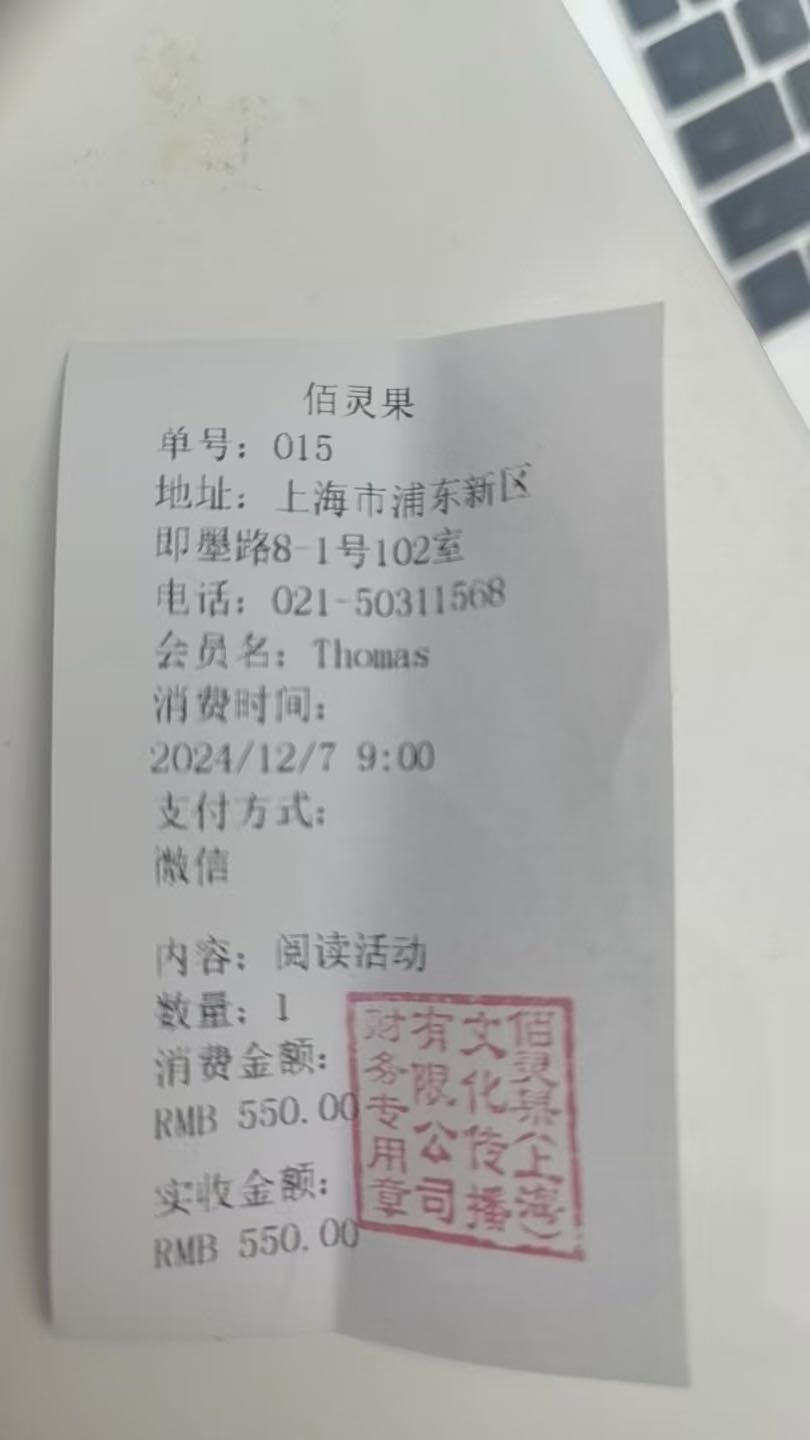 佰灵果
单号：015
地址：上海市浦东新区
即墨路8-1号102室
电话：021-50311568
会员名：Thomas
消费时间：
2024/12/7 9:00
支付方式：
微信
内容：阅读活动
数量：1
消费金额：
RMB 550.00
实收金额：
RMB 550.00
佰灵果（上海）
文化传播
有限公司
财务专用章